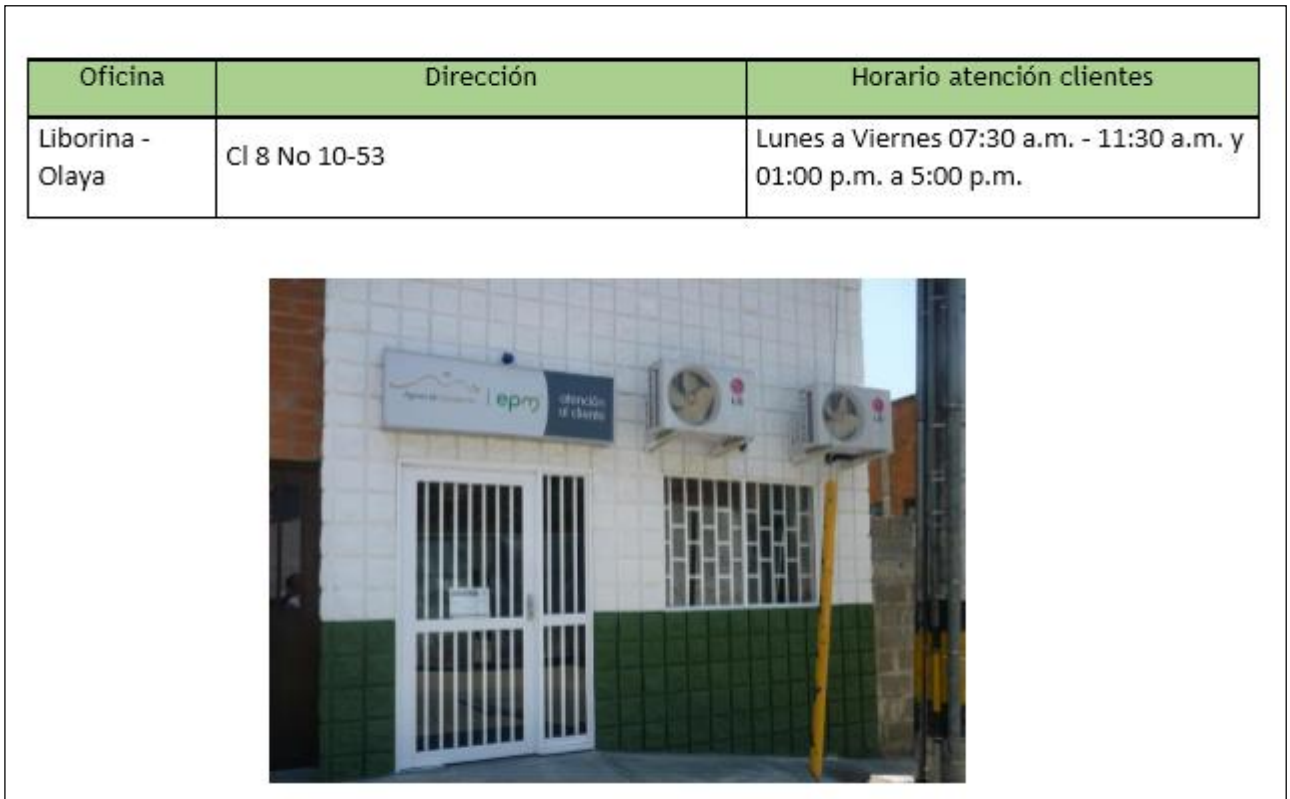 Oficina
Dirección
Horario atención clientes
Liborina -
Olaya
Cl 8 No 10-53
Lunes a Viernes 07:30 a.m. - 11:30 a.m. y
01:00 p.m. a 5:00 p.m.
epm
atención
al cliente
LG
LG